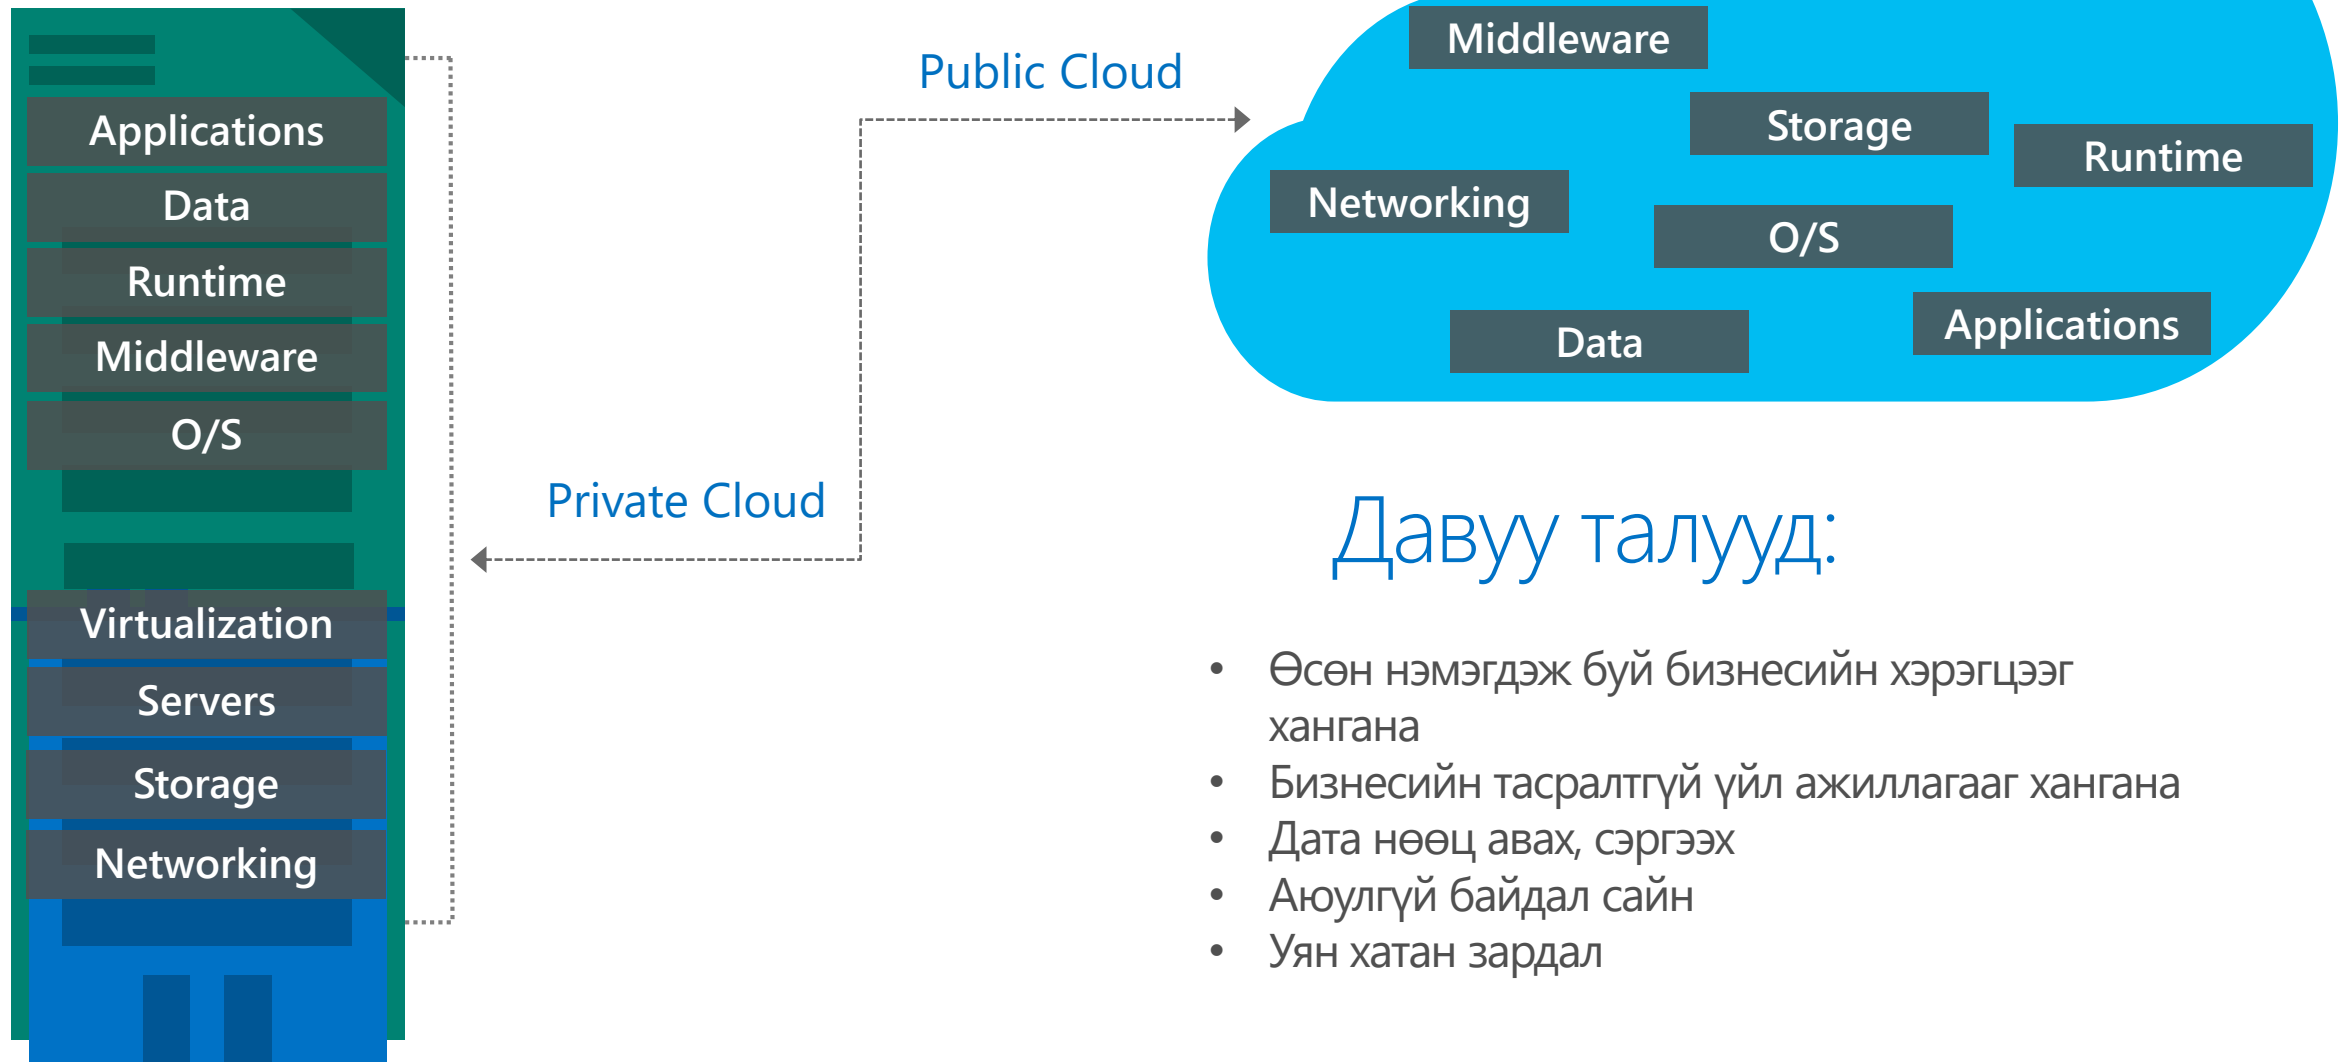 Applications
Data
Runtime
Middleware
O/S
Virtualization
Servers
Storage
Networking
Private Cloud
Public Cloud
Middleware
Storage
Runtime
Networking
O/S
Applications
Data
Давуу талууд:
• Өсөн нэмэгдэж буй бизнесийн хэрэгцээг
хангана
• Бизнесийн тасралтгүй үйл ажиллагааг хангана
• Дата нөөц авах, сэргээх
• Аюулгүй байдал сайн
• Уян хатан зардал